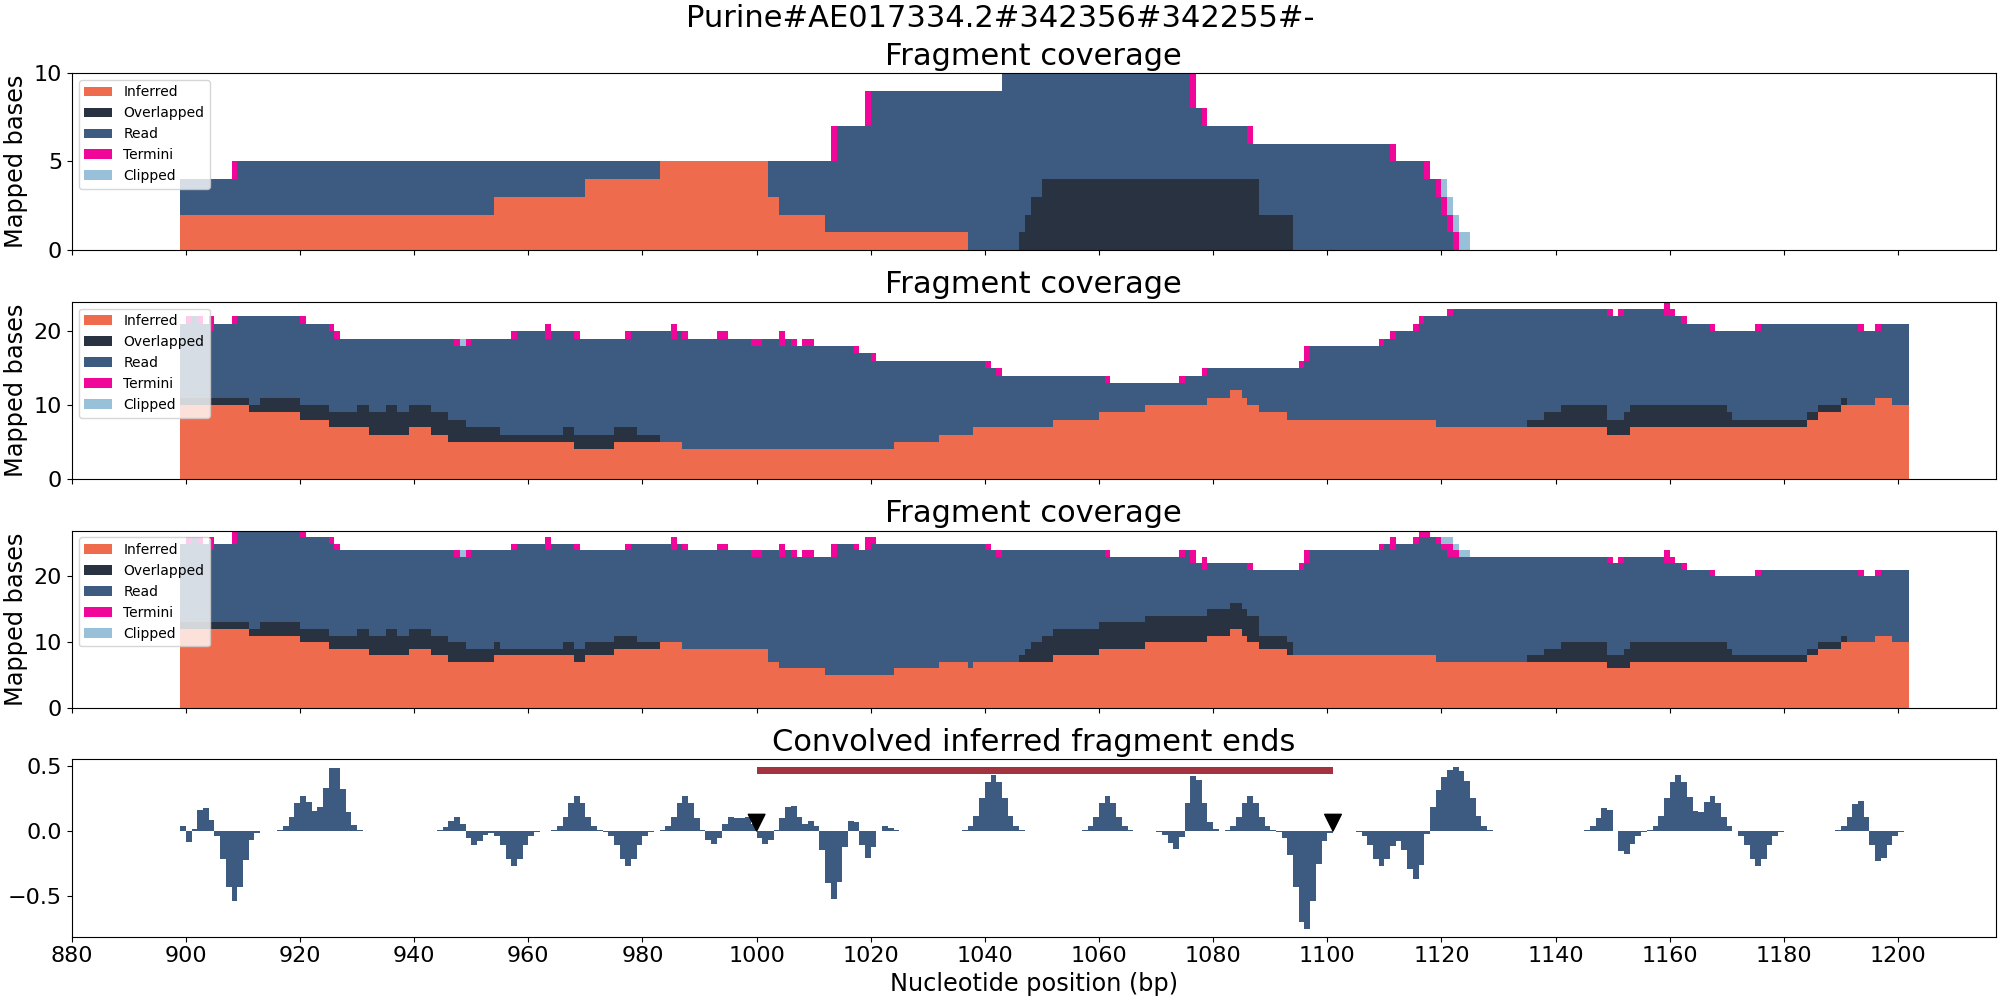 Purine#AE017334.2#342356#342255#-
Fragment coverage
Mapped bases
10
5
0
Inferred
Overlapped
Read
Termini
Clipped
Fragment coverage
Mapped bases
20
10
0
Inferred
Overlapped
Read
Termini
Clipped
Fragment coverage
Mapped bases
20
10
0
Inferred
Overlapped
Read
Termini
Clipped
Convolved inferred fragment ends
0.5
0.0
−0.5
880 900 920 940 960 980 1000 1020 1040 1060 1080 1100 1120 1140 1160 1180 1200
Nucleotide position (bp)